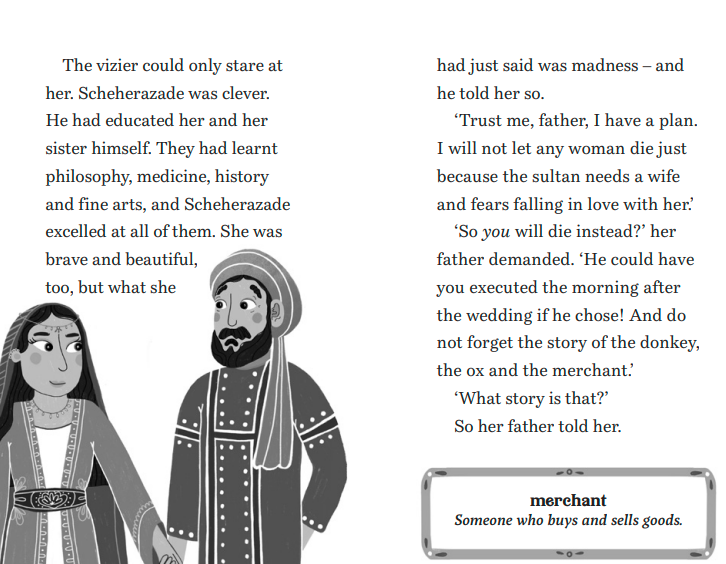 The vizier could only stare at
her. Scheherazade was clever.
He had educated her and her
sister himself. They had learnt
philosophy, medicine, history
and fine arts, and Scheherazade
excelled at all of them. She was
brave and beautiful,
too, but what she
had just said was madness – and
he told her so.
‘Trust me, father, I have a plan.
I will not let any woman die just
because the sultan needs a wife
and fears falling in love with her.’
‘So you will die instead?’ her
father demanded. ‘He could have
you executed the morning after
the wedding if he chose! And do
not forget the story of the donkey,
the ox and the merchant.’
‘What story is that?’
So her father told her.
merchant
Someone who buys and sells goods.